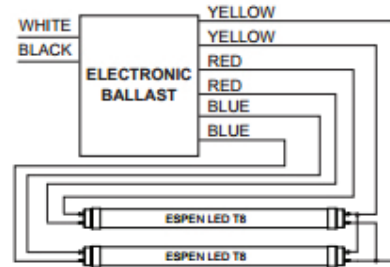 YELLOW
WHITE
YELLOW
BLACK
RED
ELECTRONIC
BALLAST
RED
BLUE
BLUE
ESPEN LED T8
ESPEN LED T8